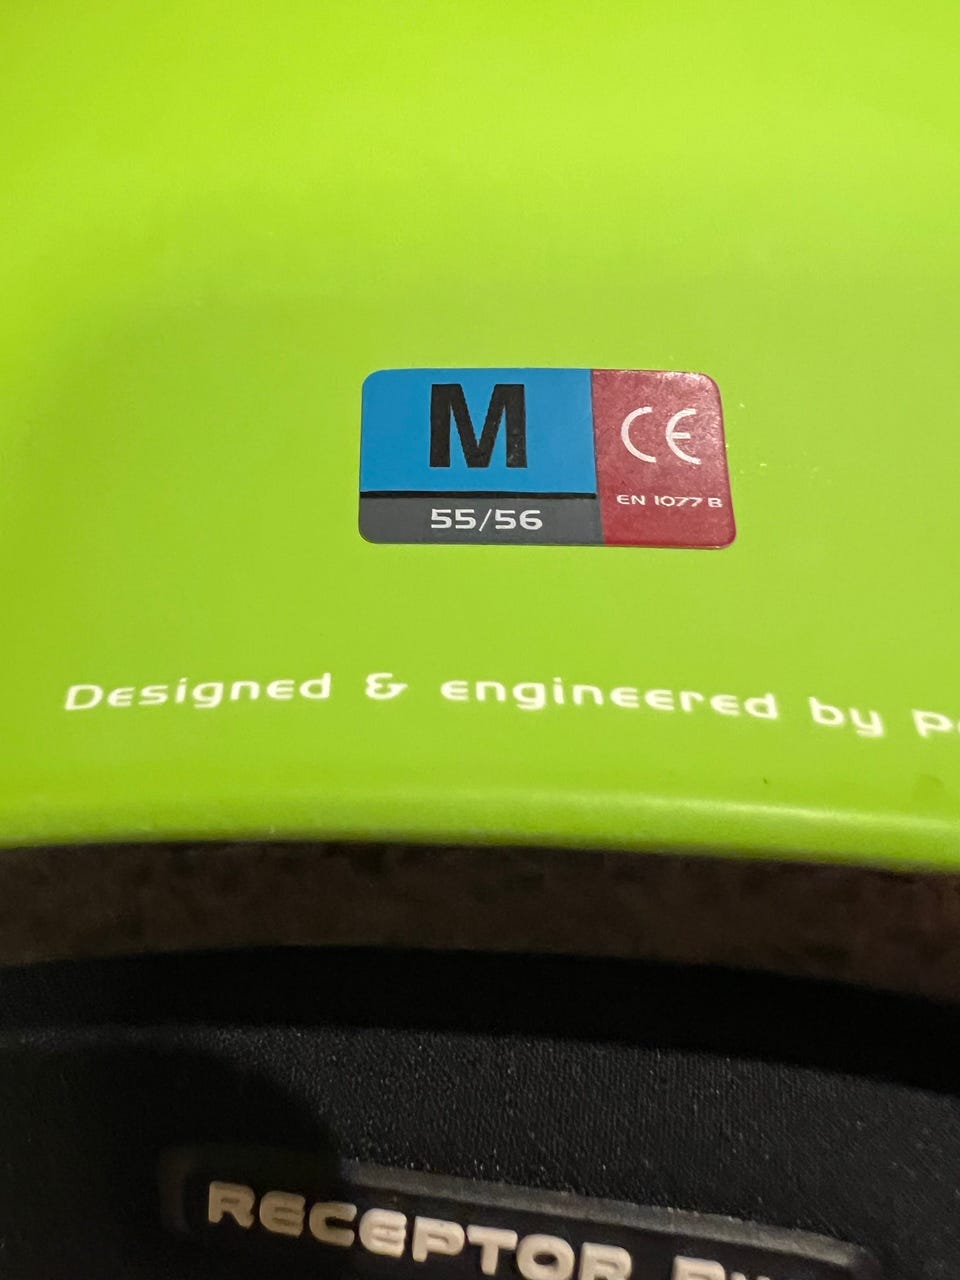 M
CE
EN 1077 B
55/56
Designed & engineered by
RECEPTOR